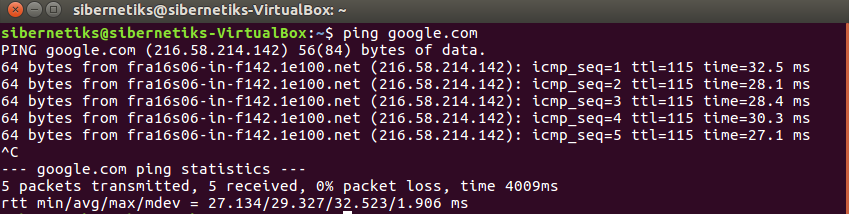 sibernetiks@sibernetiks-VirtualBox: ~
sibernetiks@sibernetiks-VirtualBox:~$ ping google.com
PING google.com (216.58.214.142) 56(84) bytes of data.
64 bytes from fra16s06-in-f142.1e100.net (216.58.214.142): icmp_seq=1 ttl=115 time=32.5 ms
64 bytes from fra16s06-in-f142.1e100.net (216.58.214.142): icmp_seq=2 ttl=115 time=28.1 ms
64 bytes from fra16s06-in-f142.1e100.net (216.58.214.142): icmp_seq=3 ttl=115 time=28.4 ms
64 bytes from fra16s06-in-f142.1e100.net (216.58.214.142): icmp_seq=4 ttl=115 time=30.3 ms
64 bytes from fra16s06-in-f142.1e100.net (216.58.214.142): icmp_seq=5 ttl=115 time=27.1 ms
^C
--- google.com ping statistics ---
5 packets transmitted, 5 received, 0% packet loss, time 4009ms
rtt min/avg/max/mdev = 27.134/29.327/32.523/1.906 ms